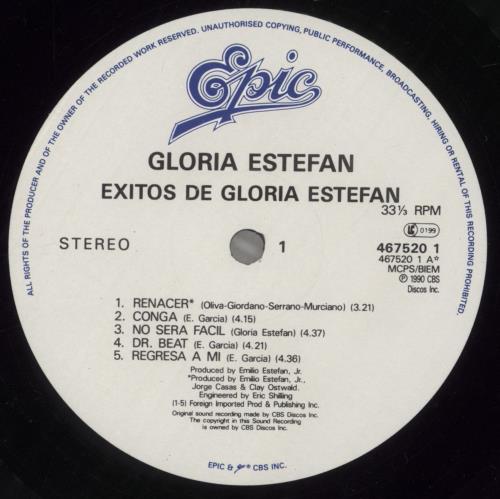 ALL RIGHTS OF THE PRODUCER AND OF THE OWNER OF THE RECORDED WORK RESERVED. UNAUTHORISED COPYING, PUBLIC PERFORMANCE, BROADCASTING, HIRING OR RENTAL OF THIS RECORDING PROHIBITED.
Epic
GLORIA ESTEFAN
EXITOS DE GLORIA ESTEFAN
33⅓ RPM
LC 0199
STEREO
1
467520 1
467520 1 A*
MCPS/BIEM
℗ 1990 CBS
Discos Inc.
1. RENACER* (Oliva-Giordano-Serrano-Murciano) (3.21)
2. CONGA (E. Garcia) (4.15)
3. NO SERA FACIL (Gloria Estefan) (4.37)
4. DR. BEAT (E. Garcia) (4.21)
5. REGRESA A MI (E. Garcia) (4.36)
Produced by Emilio Estefan, Jr.
*Produced by Emilio Estefan, Jr.,
Jorge Casas & Clay Ostwald.
Engineered by Eric Shilling
(1-5) Foreign Imported Prod & Publishing Inc.
Original sound recording made by CBS Discos Inc.
The copyright in this Sound Recording
is owned by CBS Discos Inc.
EPIC & Epic ® CBS INC.